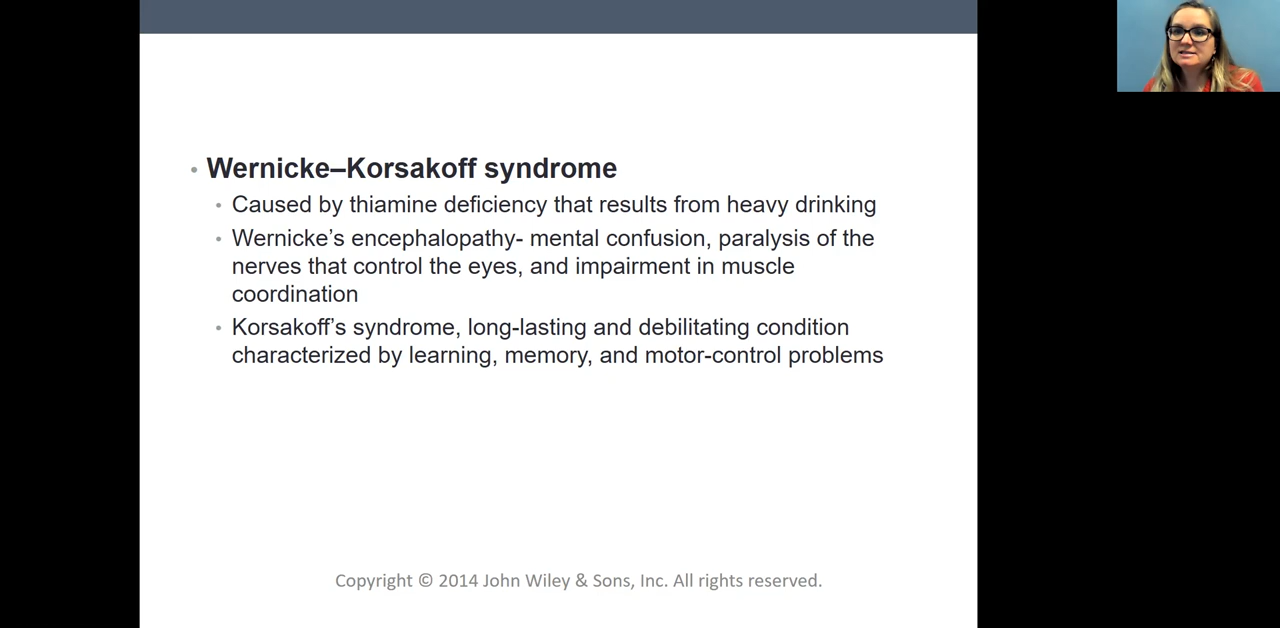 • Wernicke–Korsakoff syndrome
• Caused by thiamine deficiency that results from heavy drinking
• Wernicke’s encephalopathy- mental confusion, paralysis of the
nerves that control the eyes, and impairment in muscle
coordination
• Korsakoff’s syndrome, long-lasting and debilitating condition
characterized by learning, memory, and motor-control problems
Copyright © 2014 John Wiley & Sons, Inc. All rights reserved.